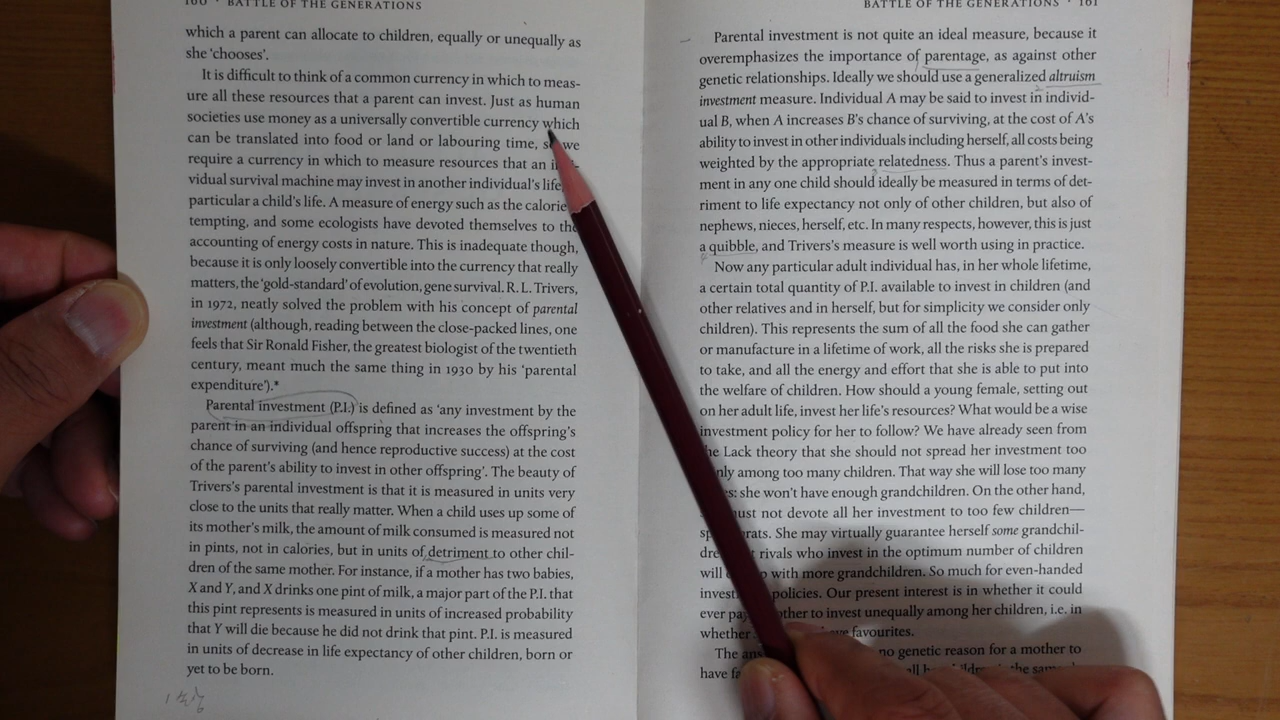 160 · BATTLE OF THE GENERATIONS
which a parent can allocate to children, equally or unequally as
she 'chooses'.
It is difficult to think of a common currency in which to meas-
ure all these resources that a parent can invest. Just as human
societies use money as a universally convertible currency which
can be translated into food or land or labouring time, so we
require a currency in which to measure resources that an
vidual survival machine may invest in another individual's life,
particular a child's life. A measure of energy such as the calorie
tempting, and some ecologists have devoted themselves to the
accounting of energy costs in nature. This is inadequate though,
because it is only loosely convertible into the currency that really
matters, the 'gold-standard' of evolution, gene survival. R. L. Trivers,
in 1972, neatly solved the problem with his concept of parental
investment (although, reading between the close-packed lines, one
feels that Sir Ronald Fisher, the greatest biologist of the twentieth
century, meant much the same thing in 1930 by his 'parental
expenditure').*
Parental investment (P.I.) is defined as 'any investment by the
parent in an individual offspring that increases the offspring's
chance of surviving (and hence reproductive success) at the cost
of the parent's ability to invest in other offspring'. The beauty of
Trivers's parental investment is that it is measured in units very
close to the units that really matter. When a child uses up some of
its mother's milk, the amount of milk consumed is measured not
in pints, not in calories, but in units of detriment to other chil-
dren of the same mother. For instance, if a mother has two babies,
X and Y, and X drinks one pint of milk, a major part of the P.I. that
this pint represents is measured in units of increased probability
that Y will die because he did not drink that pint. P.I. is measured
in units of decrease in life expectancy of other children, born or
yet to be born.
BATTLE OF THE GENERATIONS · 161
Parental investment is not quite an ideal measure, because it
overemphasizes the importance of parentage, as against other
genetic relationships. Ideally we should use a generalized altruism
investment measure. Individual A may be said to invest in individ-
ual B, when A increases B's chance of surviving, at the cost of A's
ability to invest in other individuals including herself, all costs being
weighted by the appropriate relatedness. Thus a parent's invest-
ment in any one child should ideally be measured in terms of det-
riment to life expectancy not only of other children, but also of
nephews, nieces, herself, etc. In many respects, however, this is just
a quibble, and Trivers's measure is well worth using in practice.
Now any particular adult individual has, in her whole lifetime,
a certain total quantity of P.I. available to invest in children (and
other relatives and in herself, but for simplicity we consider only
children). This represents the sum of all the food she can gather
or manufacture in a lifetime of work, all the risks she is prepared
to take, and all the energy and effort that she is able to put into
the welfare of children. How should a young female, setting out
on her adult life, invest her life's resources? What would be a wise
investment policy for her to follow? We have already seen from
the Lack theory that she should not spread her investment too
among too many children. That way she will lose too many
she won't have enough grandchildren. On the other hand,
must not devote all her investment to too few children—
She may virtually guarantee herself some grandchil-
rivals who invest in the optimum number of children
will with more grandchildren. So much for even-handed
policies. Our present interest is in whether it could
ever to invest unequally among her children, i.e. in
whether favourites.
The no genetic reason for a mother to
have